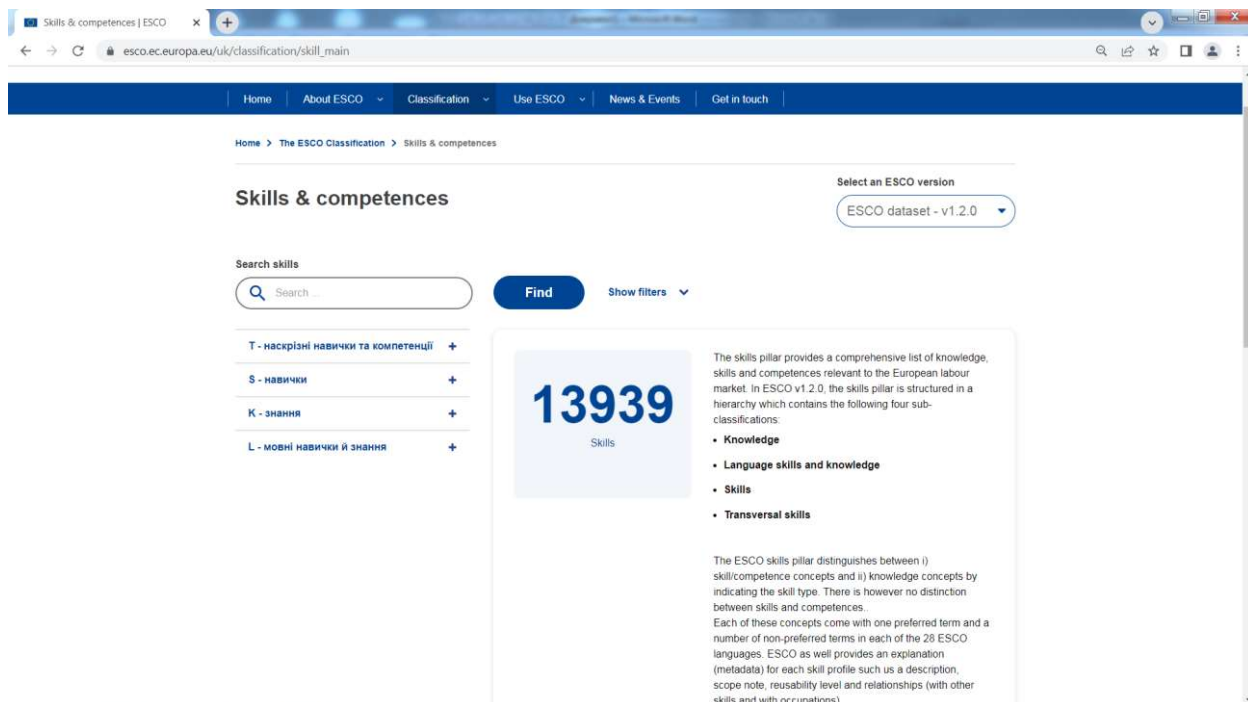 Skills & competences | ESCO
esco.ec.europa.eu/uk/classification/skill_main
Home About ESCO Classification Use ESCO News & Events Get in touch
Home > The ESCO Classification > Skills & competences
Select an ESCO version
Skills & competences
ESCO dataset - v1.2.0
Search skills
Search ...
Find
Show filters
T - наскрізні навички та компетенції +
S - навички +
K - знання +
L - мовні навички й знання +
13939
Skills
The skills pillar provides a comprehensive list of knowledge,
skills and competences relevant to the European labour
market. In ESCO v1.2.0, the skills pillar is structured in a
hierarchy which contains the following four sub-
classifications:
• Knowledge
• Language skills and knowledge
• Skills
• Transversal skills
The ESCO skills pillar distinguishes between i)
skill/competence concepts and ii) knowledge concepts by
indicating the skill type. There is however no distinction
between skills and competences..
Each of these concepts come with one preferred term and a
number of non-preferred terms in each of the 28 ESCO
languages. ESCO as well provides an explanation
(metadata) for each skill profile such us a description,
scope note, reusability level and relationships (with other
skills and with occupations)